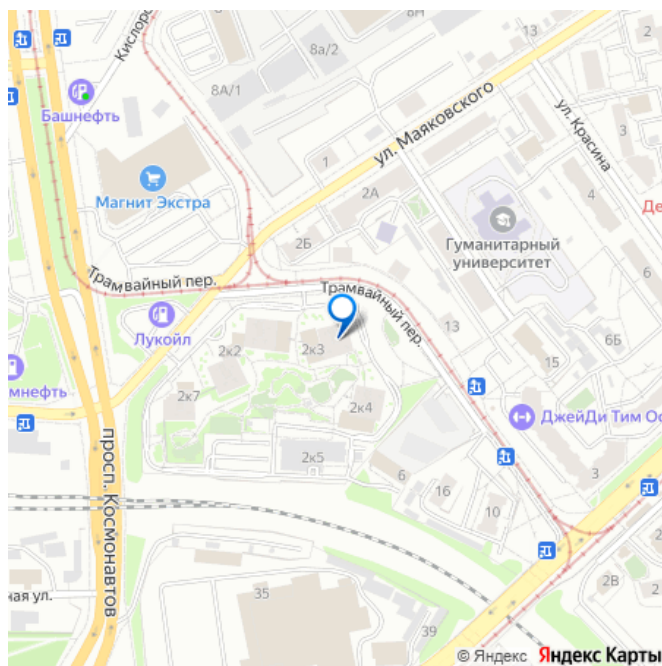 8Н
2
13
8а/2
Кислоро
8А/1
Башнефть
ул. Маяковского
ул. Красина
3
1
Магнит Экстра
2А
4
Де
Гуманитарный
университет
2Б
Трамвайный пер.
Трамвайный пер.
Лукойл
13
6Б
2к2
2к3
15
мнефть
2к7
2к4
ДжейДи Тим Ос
просп. Космонавтов
2к5
6
16
3
10
ная ул.
35
2В
39
© Яндекс Яндекс Карты